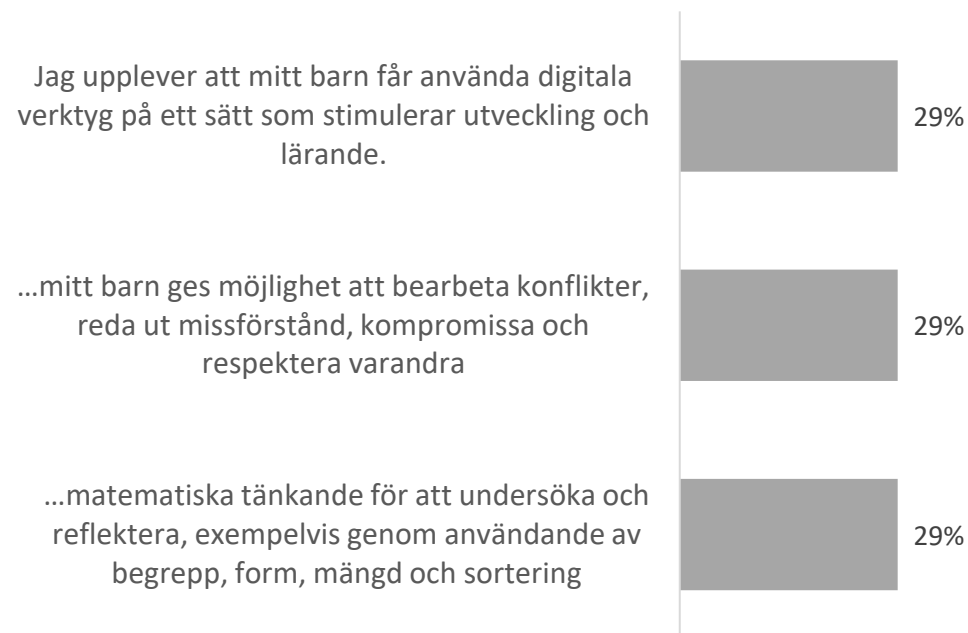 Jag upplever att mitt barn får använda digitala
verktyg på ett sätt som stimulerar utveckling och
lärande.
29%
…mitt barn ges möjlighet att bearbeta konflikter,
reda ut missförstånd, kompromissa och
respektera varandra
29%
…matematiska tänkande för att undersöka och
reflektera, exempelvis genom användande av
begrepp, form, mängd och sortering
29%